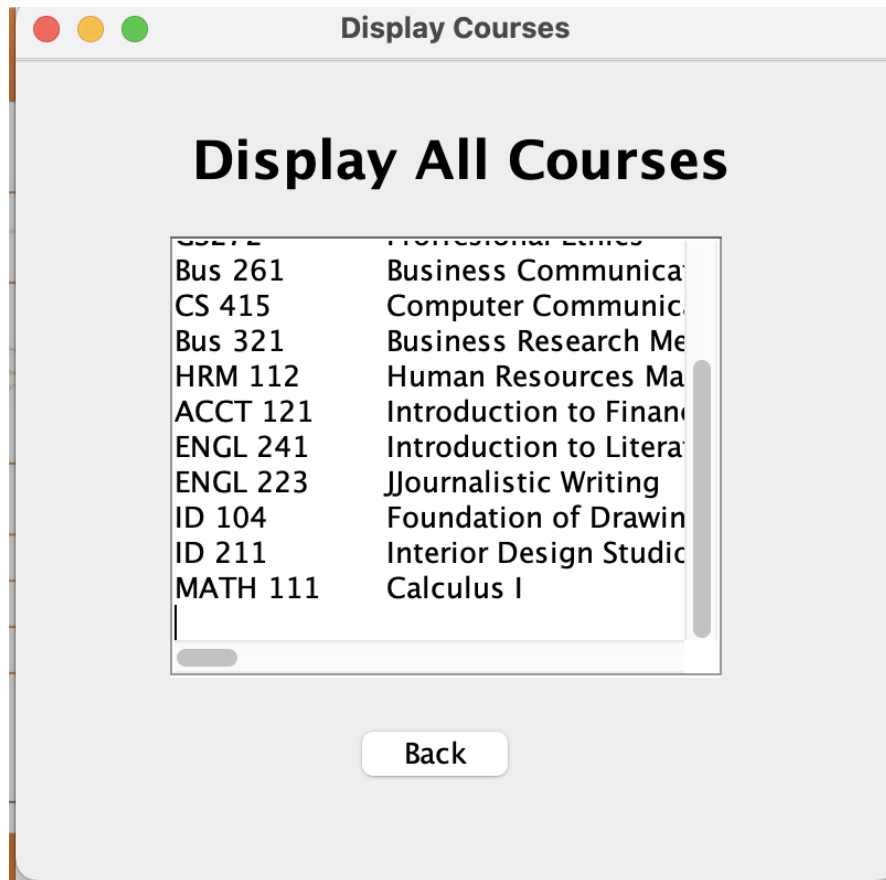 Display Courses
Display All Courses
Bus 261 Business Communica
CS 415 Computer Communic
Bus 321 Business Research Me
HRM 112 Human Resources Ma
ACCT 121 Introduction to Finan
ENGL 241 Introduction to Litera
ENGL 223 JJournalistic Writing
ID 104 Foundation of Drawin
ID 211 Interior Design Studio
MATH 111 Calculus I
Back